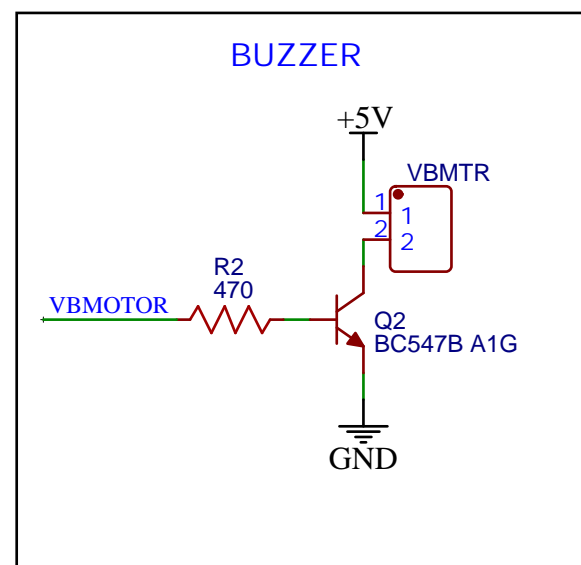 BUZZER
+5V
VBMTR
1
1
2
2
R2
470
VBMOTOR
Q2
BC547B A1G
GND